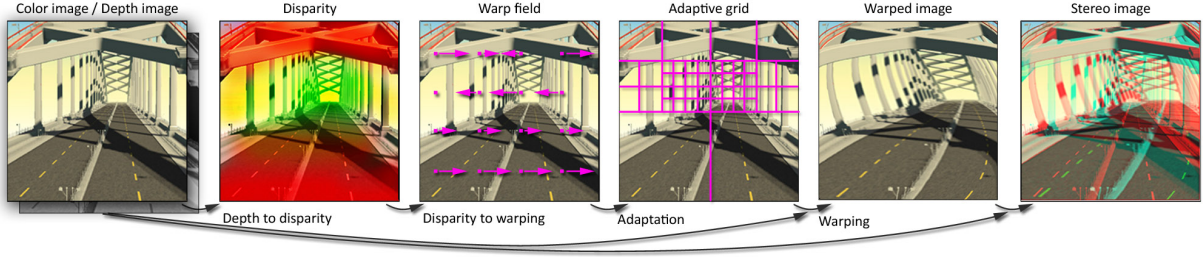 Color image / Depth image
Disparity
Warp field
Adaptive grid
Warped image
Stereo image
Depth to disparity
Disparity to warping
Adaptation
Warping